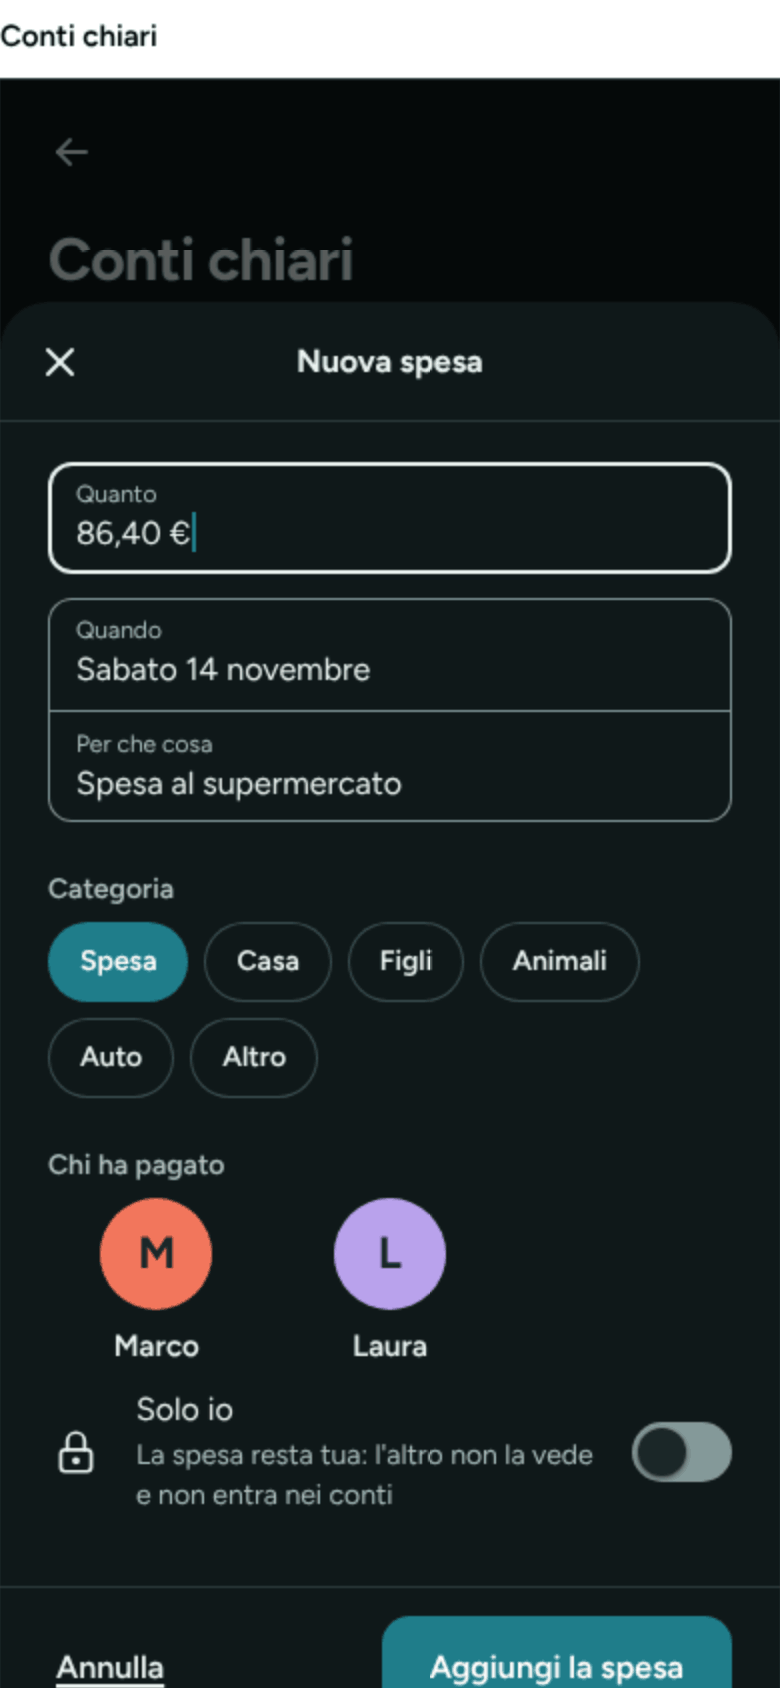 Conti chiari
Conti chiari
Nuova spesa
Quanto
86,40 €
Quando
Sabato 14 novembre
Per che cosa
Spesa al supermercato
Categoria
Spesa Casa Figli Animali
Auto Altro
Chi ha pagato
M L
Marco Laura
Solo io
La spesa resta tua: l'altro non la vede
e non entra nei conti
Annulla Aggiungi la spesa